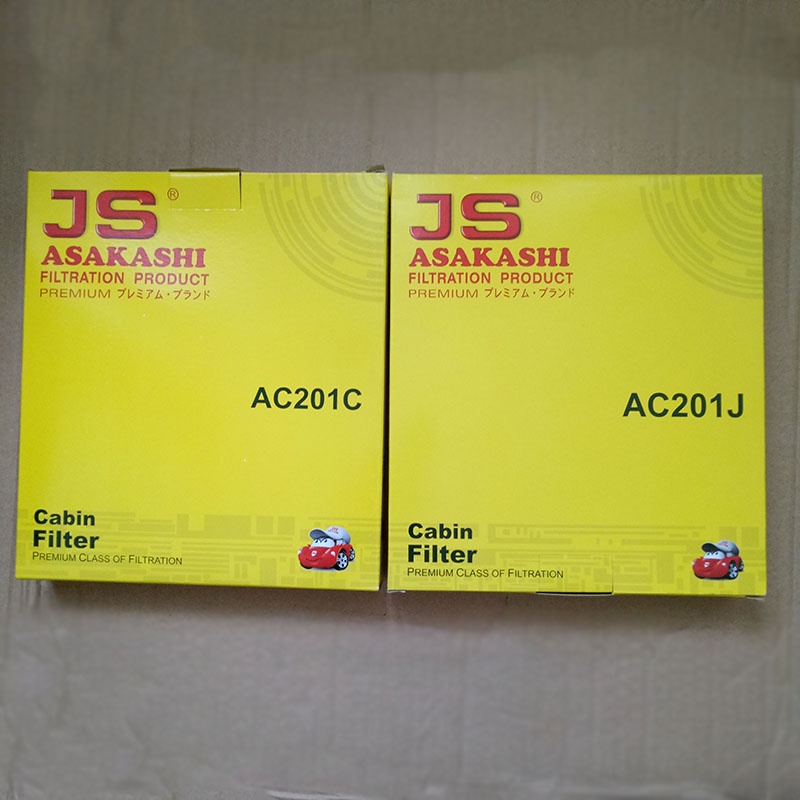 JS®
ASAKASHI
FILTRATION PRODUCT
PREMIUM プレミアム・ブランド
AC201C
Cabin
Filter
PREMIUM CLASS OF FILTRATION
JS®
ASAKASHI
FILTRATION PRODUCT
PREMIUM プレミアム・ブランド
AC201J
Cabin
Filter
PREMIUM CLASS OF FILTRATION